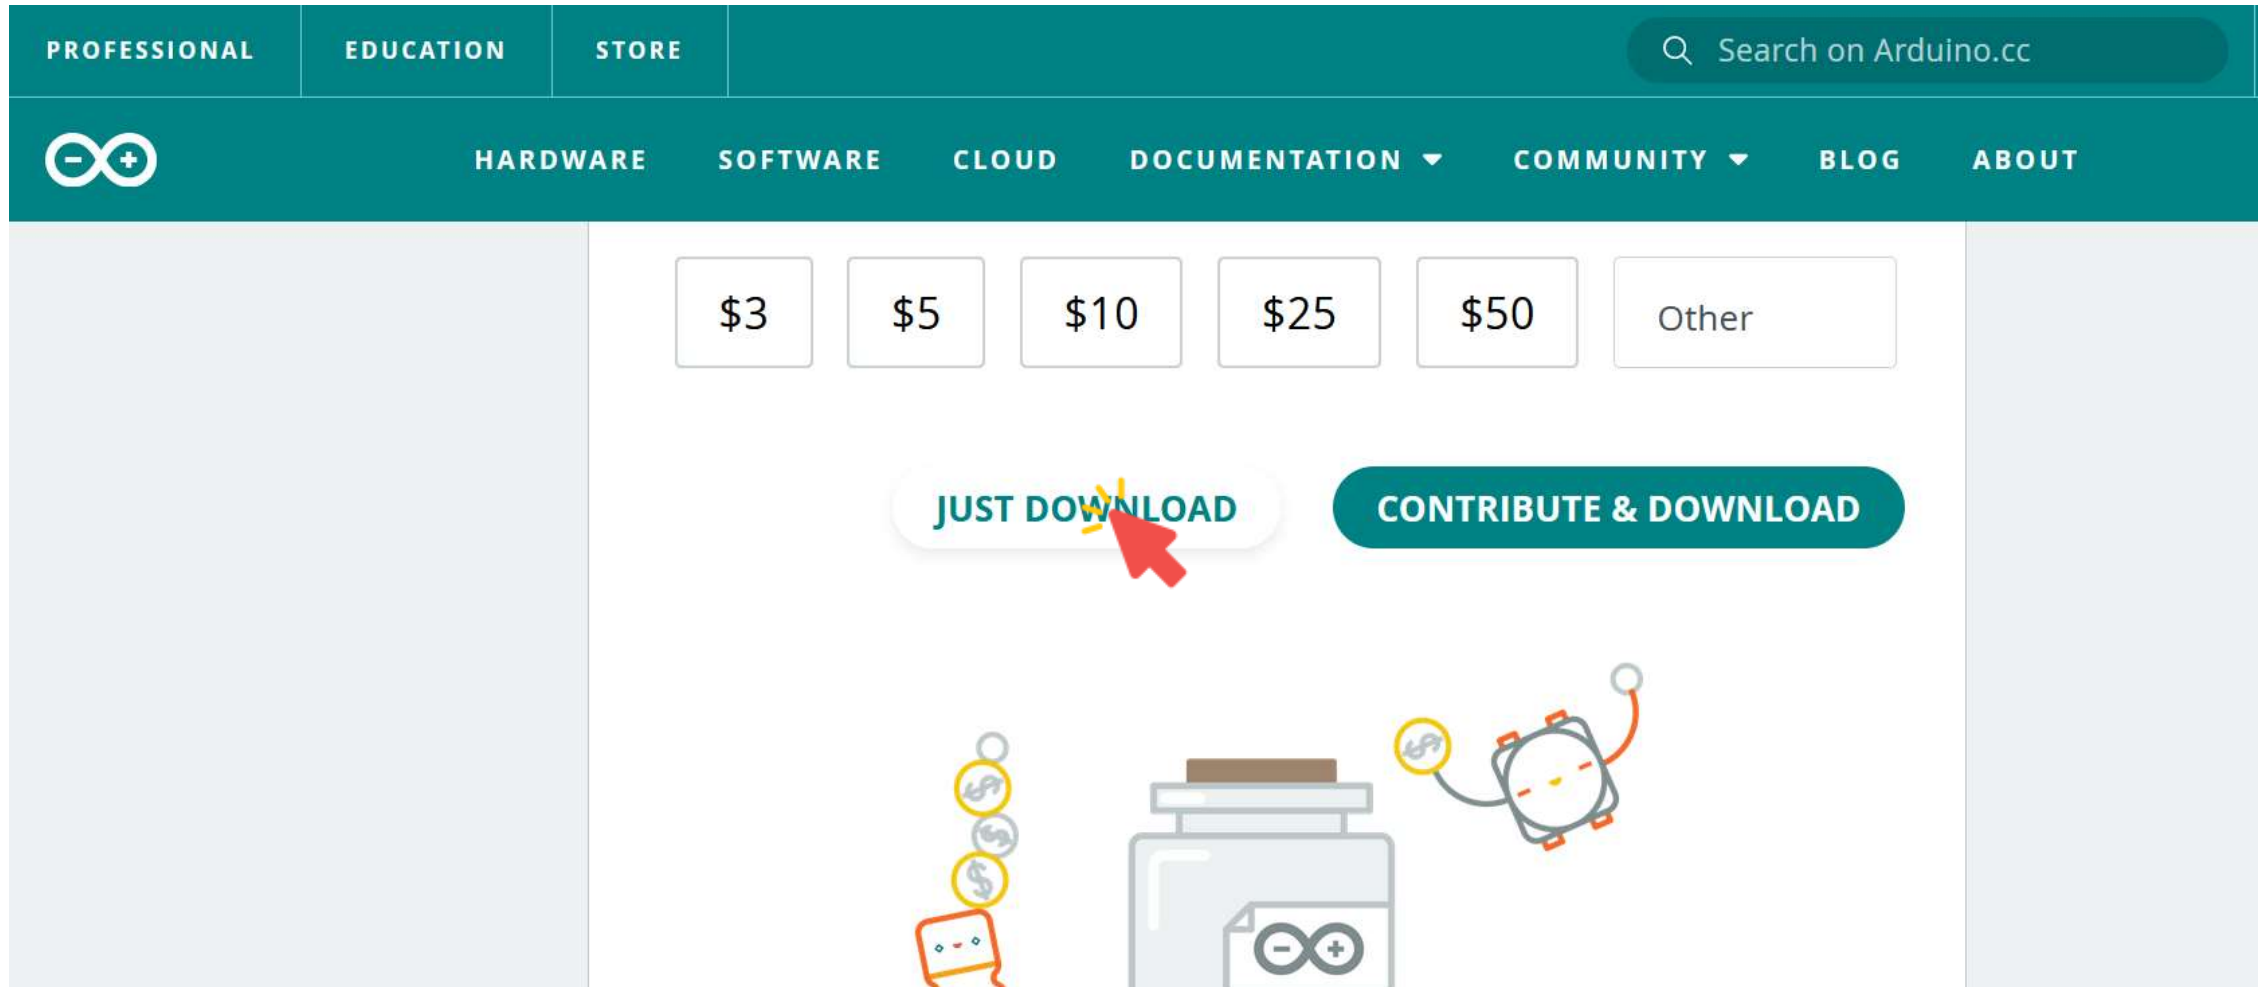 PROFESSIONAL EDUCATION STORE Search on Arduino.cc
HARDWARE SOFTWARE CLOUD DOCUMENTATION COMMUNITY BLOG ABOUT
$3 $5 $10 $25 $50 Other
JUST DOWNLOAD CONTRIBUTE & DOWNLOAD